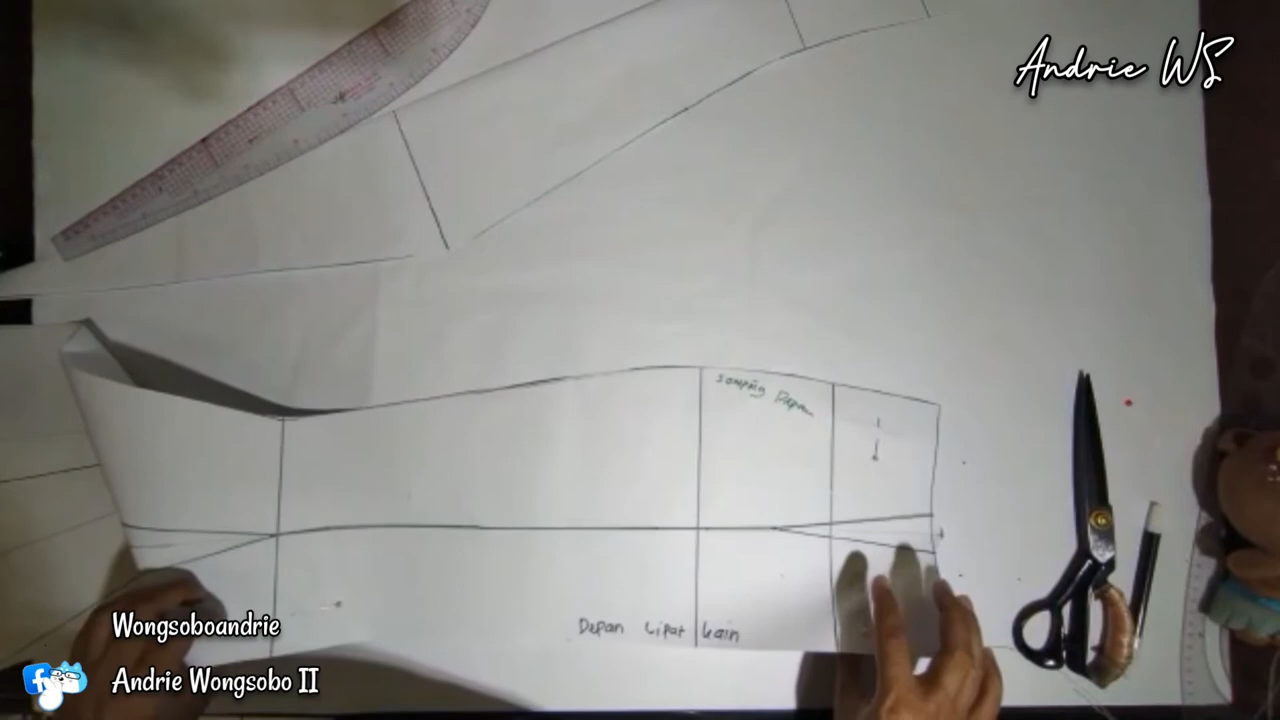 Andrie WS
samping Depan
Depan Lipat kain
Wongsoboandrie
f
Andrie Wongsobo II